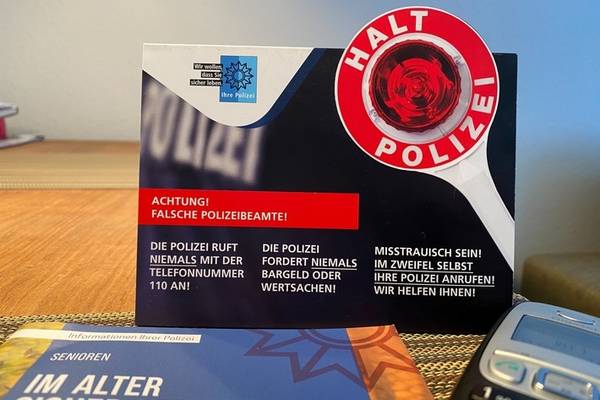 HALT
POLIZEI
Wir wollen,
dass Sie
sicher leben.
Ihre Polizei
POLIZEI
ACHTUNG!
FALSCHE POLIZEIBEAMTE!
DIE POLIZEI RUFT
NIEMALS MIT DER
TELEFONNUMMER
110 AN!
DIE POLIZEI
FORDERT NIEMALS
BARGELD ODER
WERTSACHEN!
MISSTRAUISCH SEIN!
IM ZWEIFEL SELBST
IHRE POLIZEI ANRUFEN!
WIR HELFEN IHNEN!
Informationen Ihrer Polizei
SENIOREN
IM ALTER